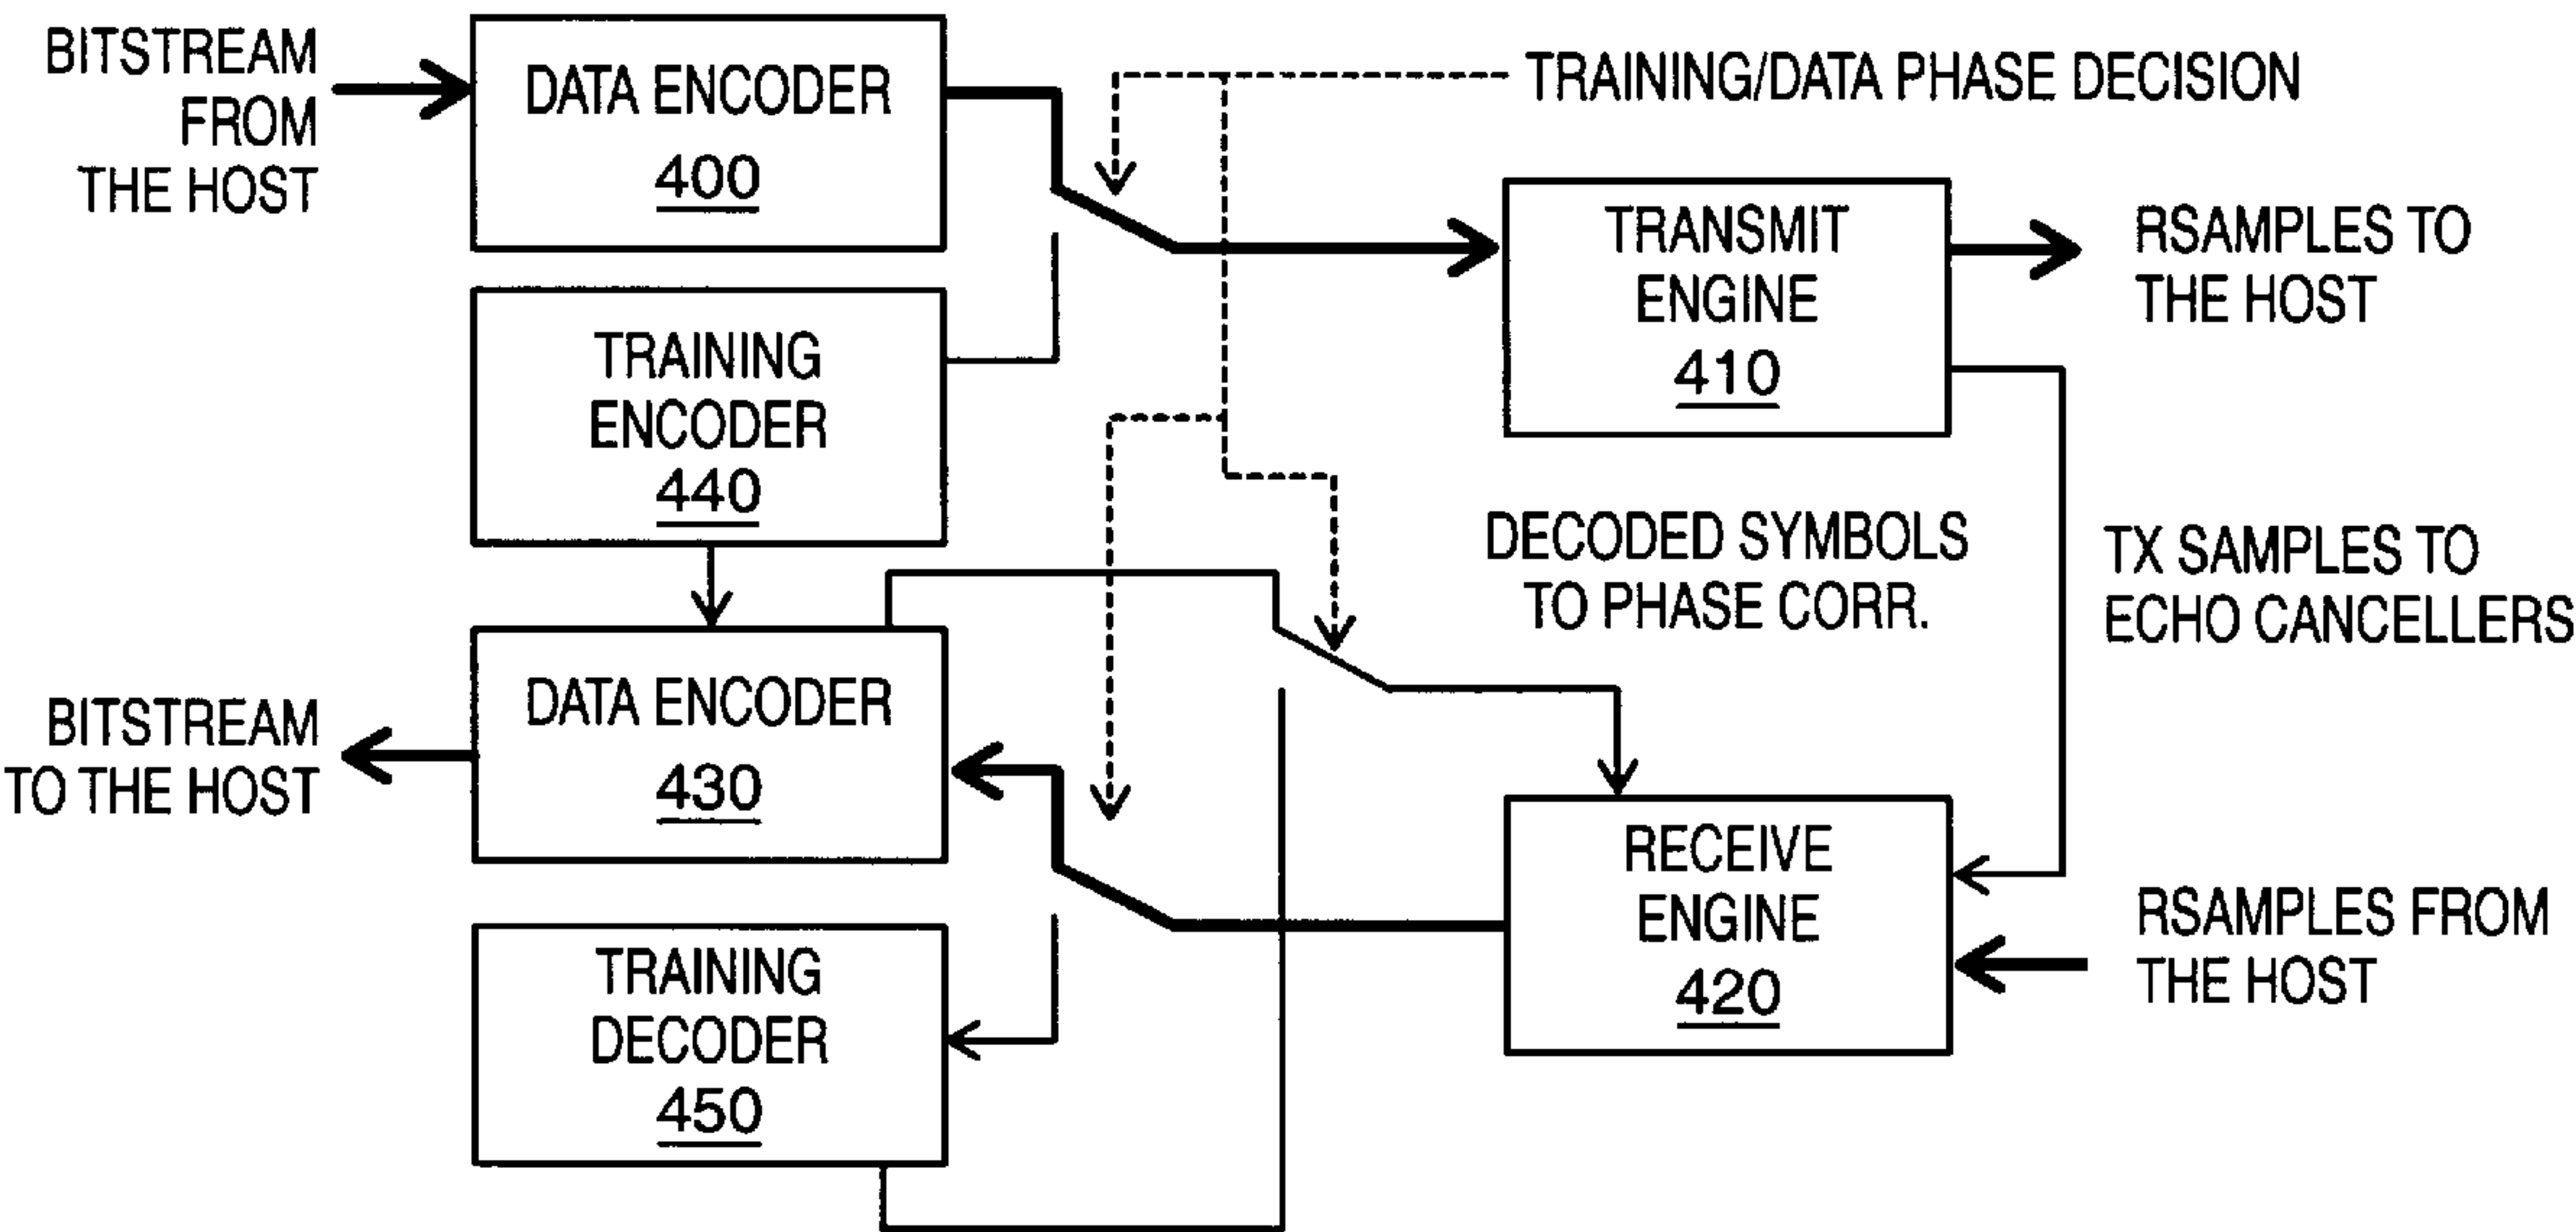 BITSTREAM
FROM
THE HOST
DATA ENCODER
400
TRAINING/DATA PHASE DECISION
TRANSMIT
ENGINE
410
RSAMPLES TO
THE HOST
TRAINING
ENCODER
440
DECODED SYMBOLS
TO PHASE CORR.
TX SAMPLES TO
ECHO CANCELLERS
BITSTREAM
TO THE HOST
DATA ENCODER
430
RECEIVE
ENGINE
420
RSAMPLES FROM
THE HOST
TRAINING
DECODER
450